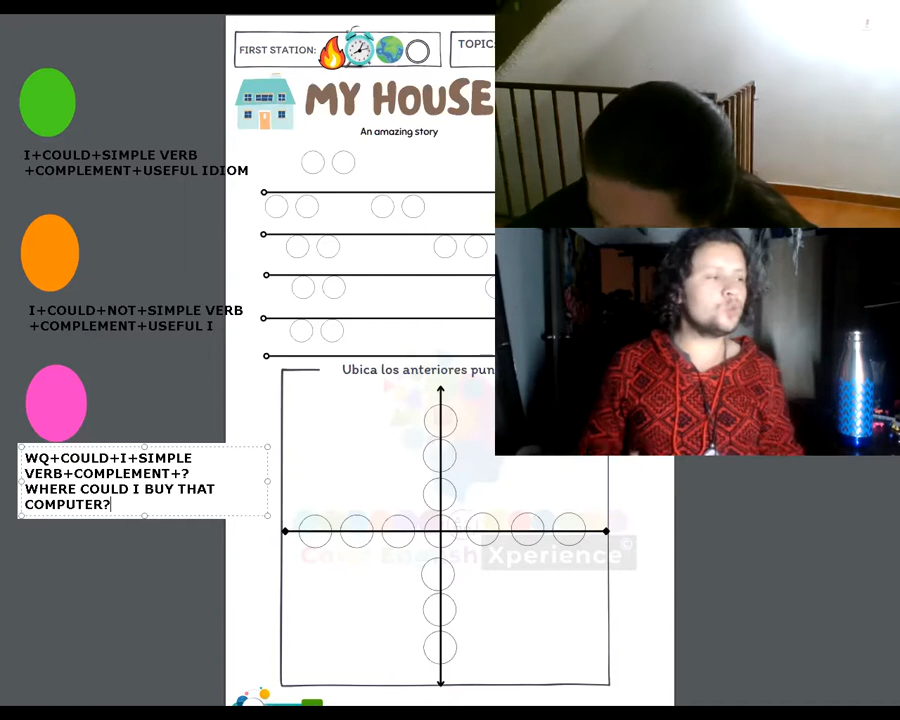 FIRST STATION:
TOPIC:
MY HOUSE
An amazing story
I+COULD+SIMPLE VERB
+COMPLEMENT+USEFUL IDIOM
I+COULD+NOT+SIMPLE VERB
+COMPLEMENT+USEFUL I
Ubica los anteriores pun
WQ+COULD+I+SIMPLE
VERB+COMPLEMENT+?
WHERE COULD I BUY THAT
COMPUTER?
English Xperience©